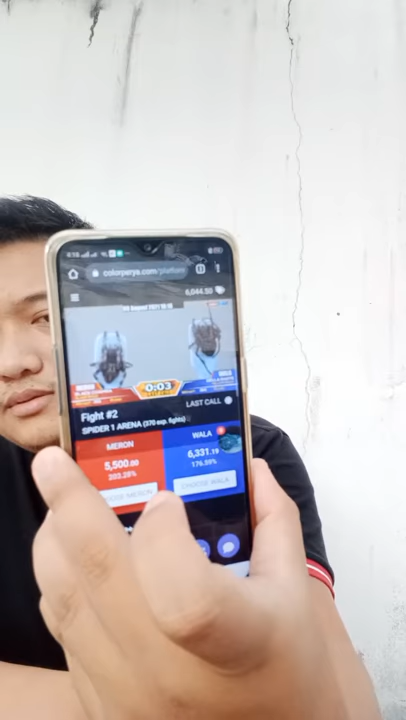 colorperya.com/platform
6,044.50
0:03
LAST CALL
Fight #2
SPIDER 1 ARENA (370 exp. fights)
MERON
WALA
5,500.00
6,331.19
203.28%
176.59%
CHOOSE MERON
CHOOSE WALA